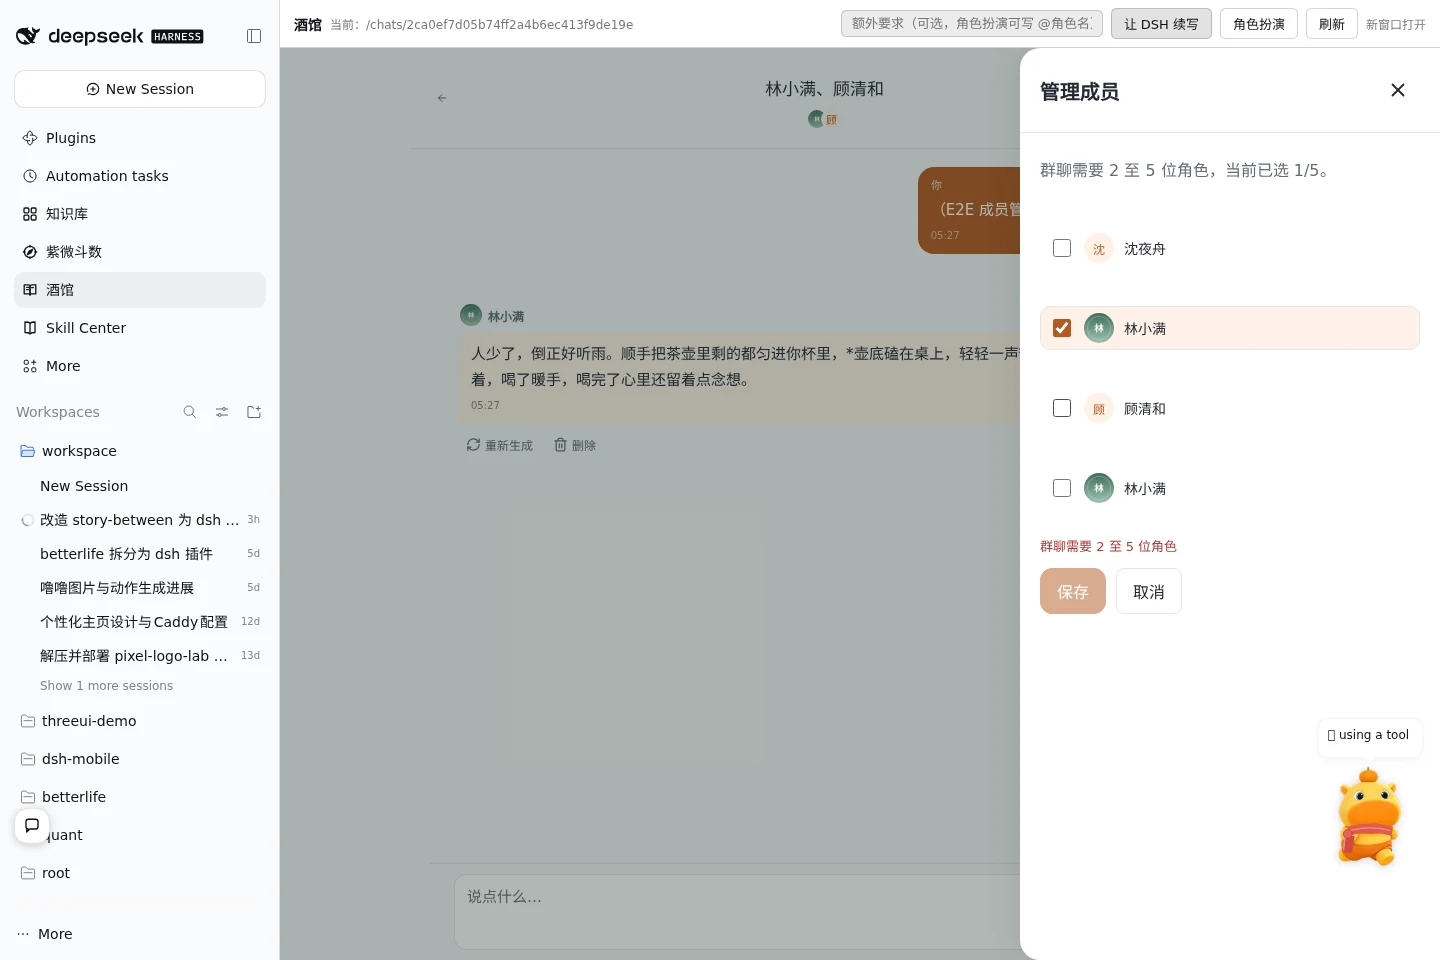 deepseek HARNESS
New Session
Plugins
Automation tasks
知识库
紫微斗数
酒馆
Skill Center
More
Workspaces
workspace
New Session
改造 story-between 为 dsh ... 3h
betterlife 拆分为 dsh 插件 5d
噜噜图片与动作生成进展 5d
个性化主页设计与Caddy配置 12d
解压并部署 pixel-logo-lab ... 13d
Show 1 more sessions
threeui-demo
dsh-mobile
betterlife
quant
root
More
酒馆 当前：/chats/2ca0ef7d05b74ff2a4b6ec413f9de19e
额外要求（可选，角色扮演可写 @角色名）
让 DSH 续写
角色扮演
刷新
新窗口打开
林小满、顾清和
林 顾
你
（E2E 成员管
05:27
林 林小满
人少了，倒正好听雨。顺手把茶壶里剩的都匀进你杯里，*壶底磕在桌上，轻轻一声
着，喝了暖手，喝完了心里还留着点念想。
05:27
重新生成 删除
说点什么...
管理成员
群聊需要 2 至 5 位角色，当前已选 1/5。
沈 沈夜舟
林 林小满
顾 顾清和
林 林小满
群聊需要 2 至 5 位角色
保存 取消
using a tool